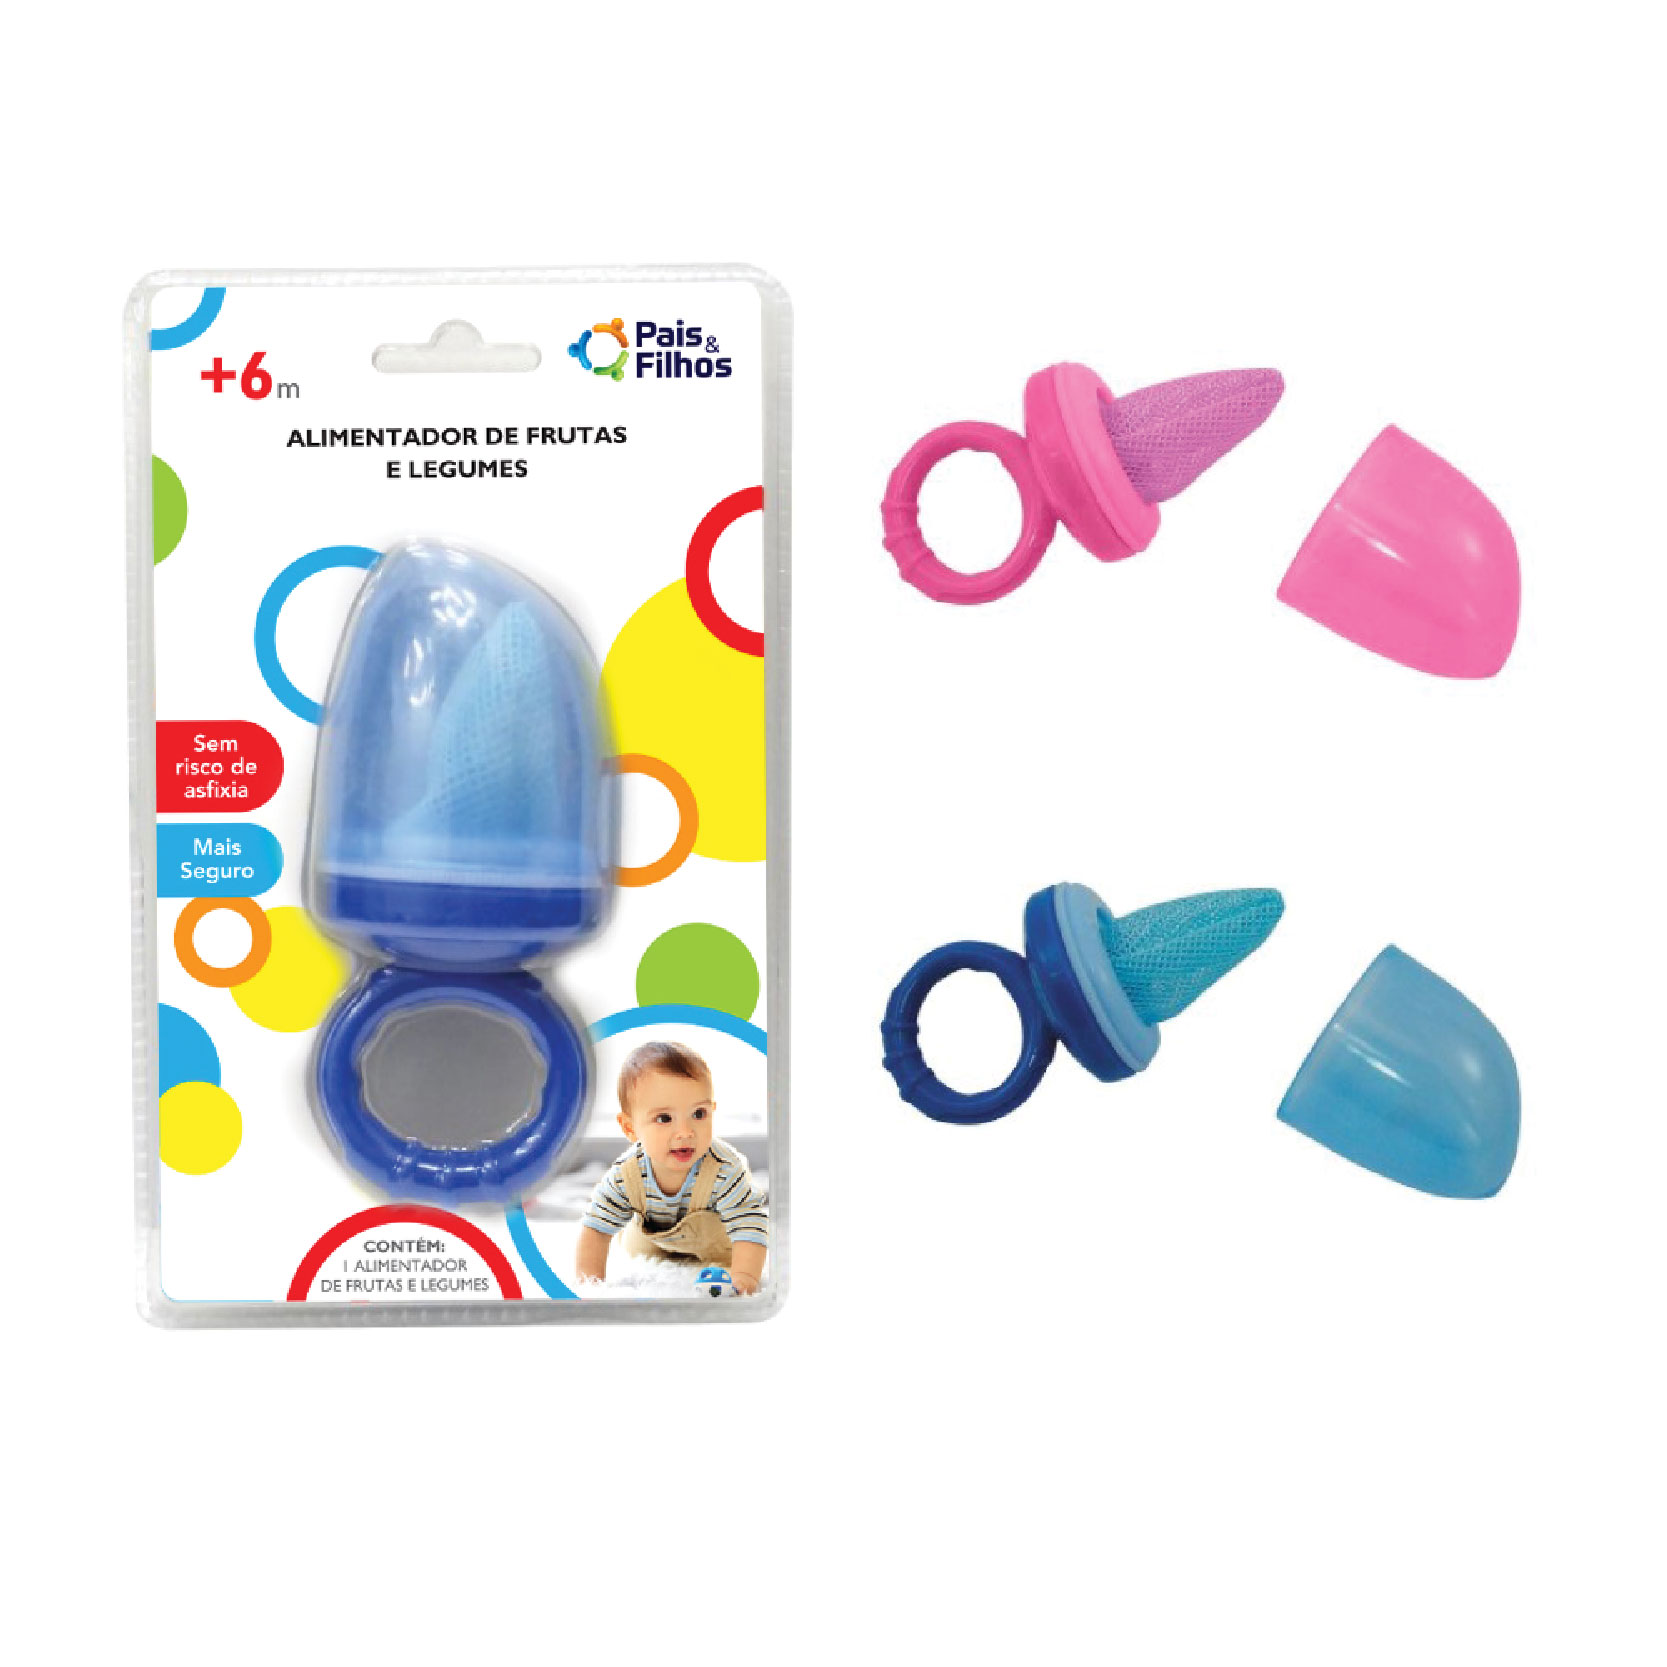 +6m
Pais &
Filhos
ALIMENTADOR DE FRUTAS
E LEGUMES
Sem
risco de
asfixia
Mais
Seguro
CONTÉM:
1 ALIMENTADOR
DE FRUTAS E LEGUMES